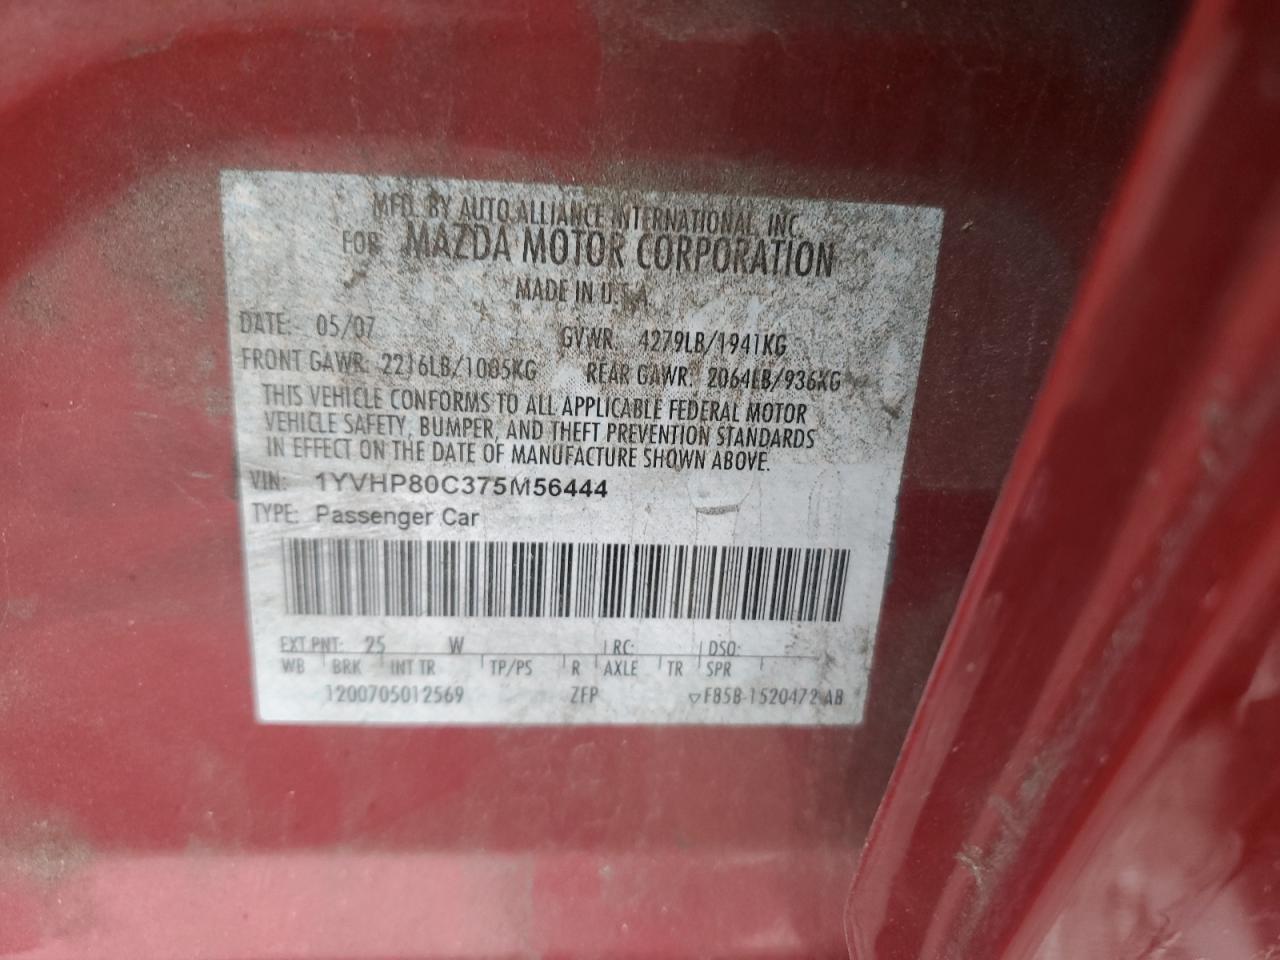 MFD. BY AUTO ALLIANCE INTERNATIONAL, INC.
FOR MAZDA MOTOR CORPORATION
MADE IN U.S.A.
DATE: 05/07 GVWR. 4279LB/1941KG
FRONT GAWR: 2216LB/1005KG REAR GAWR: 2064LB/936KG
THIS VEHICLE CONFORMS TO ALL APPLICABLE FEDERAL MOTOR
VEHICLE SAFETY, BUMPER, AND THEFT PREVENTION STANDARDS
IN EFFECT ON THE DATE OF MANUFACTURE SHOWN ABOVE.
VIN: 1YVHP80C375M56444
TYPE: Passenger Car
EXT PNT: 25 W RC: DSO:
WB BRK INT TR TP/PS R AXLE TR SPR
1200705012569 ZFP ▽F85B-1520472-AB